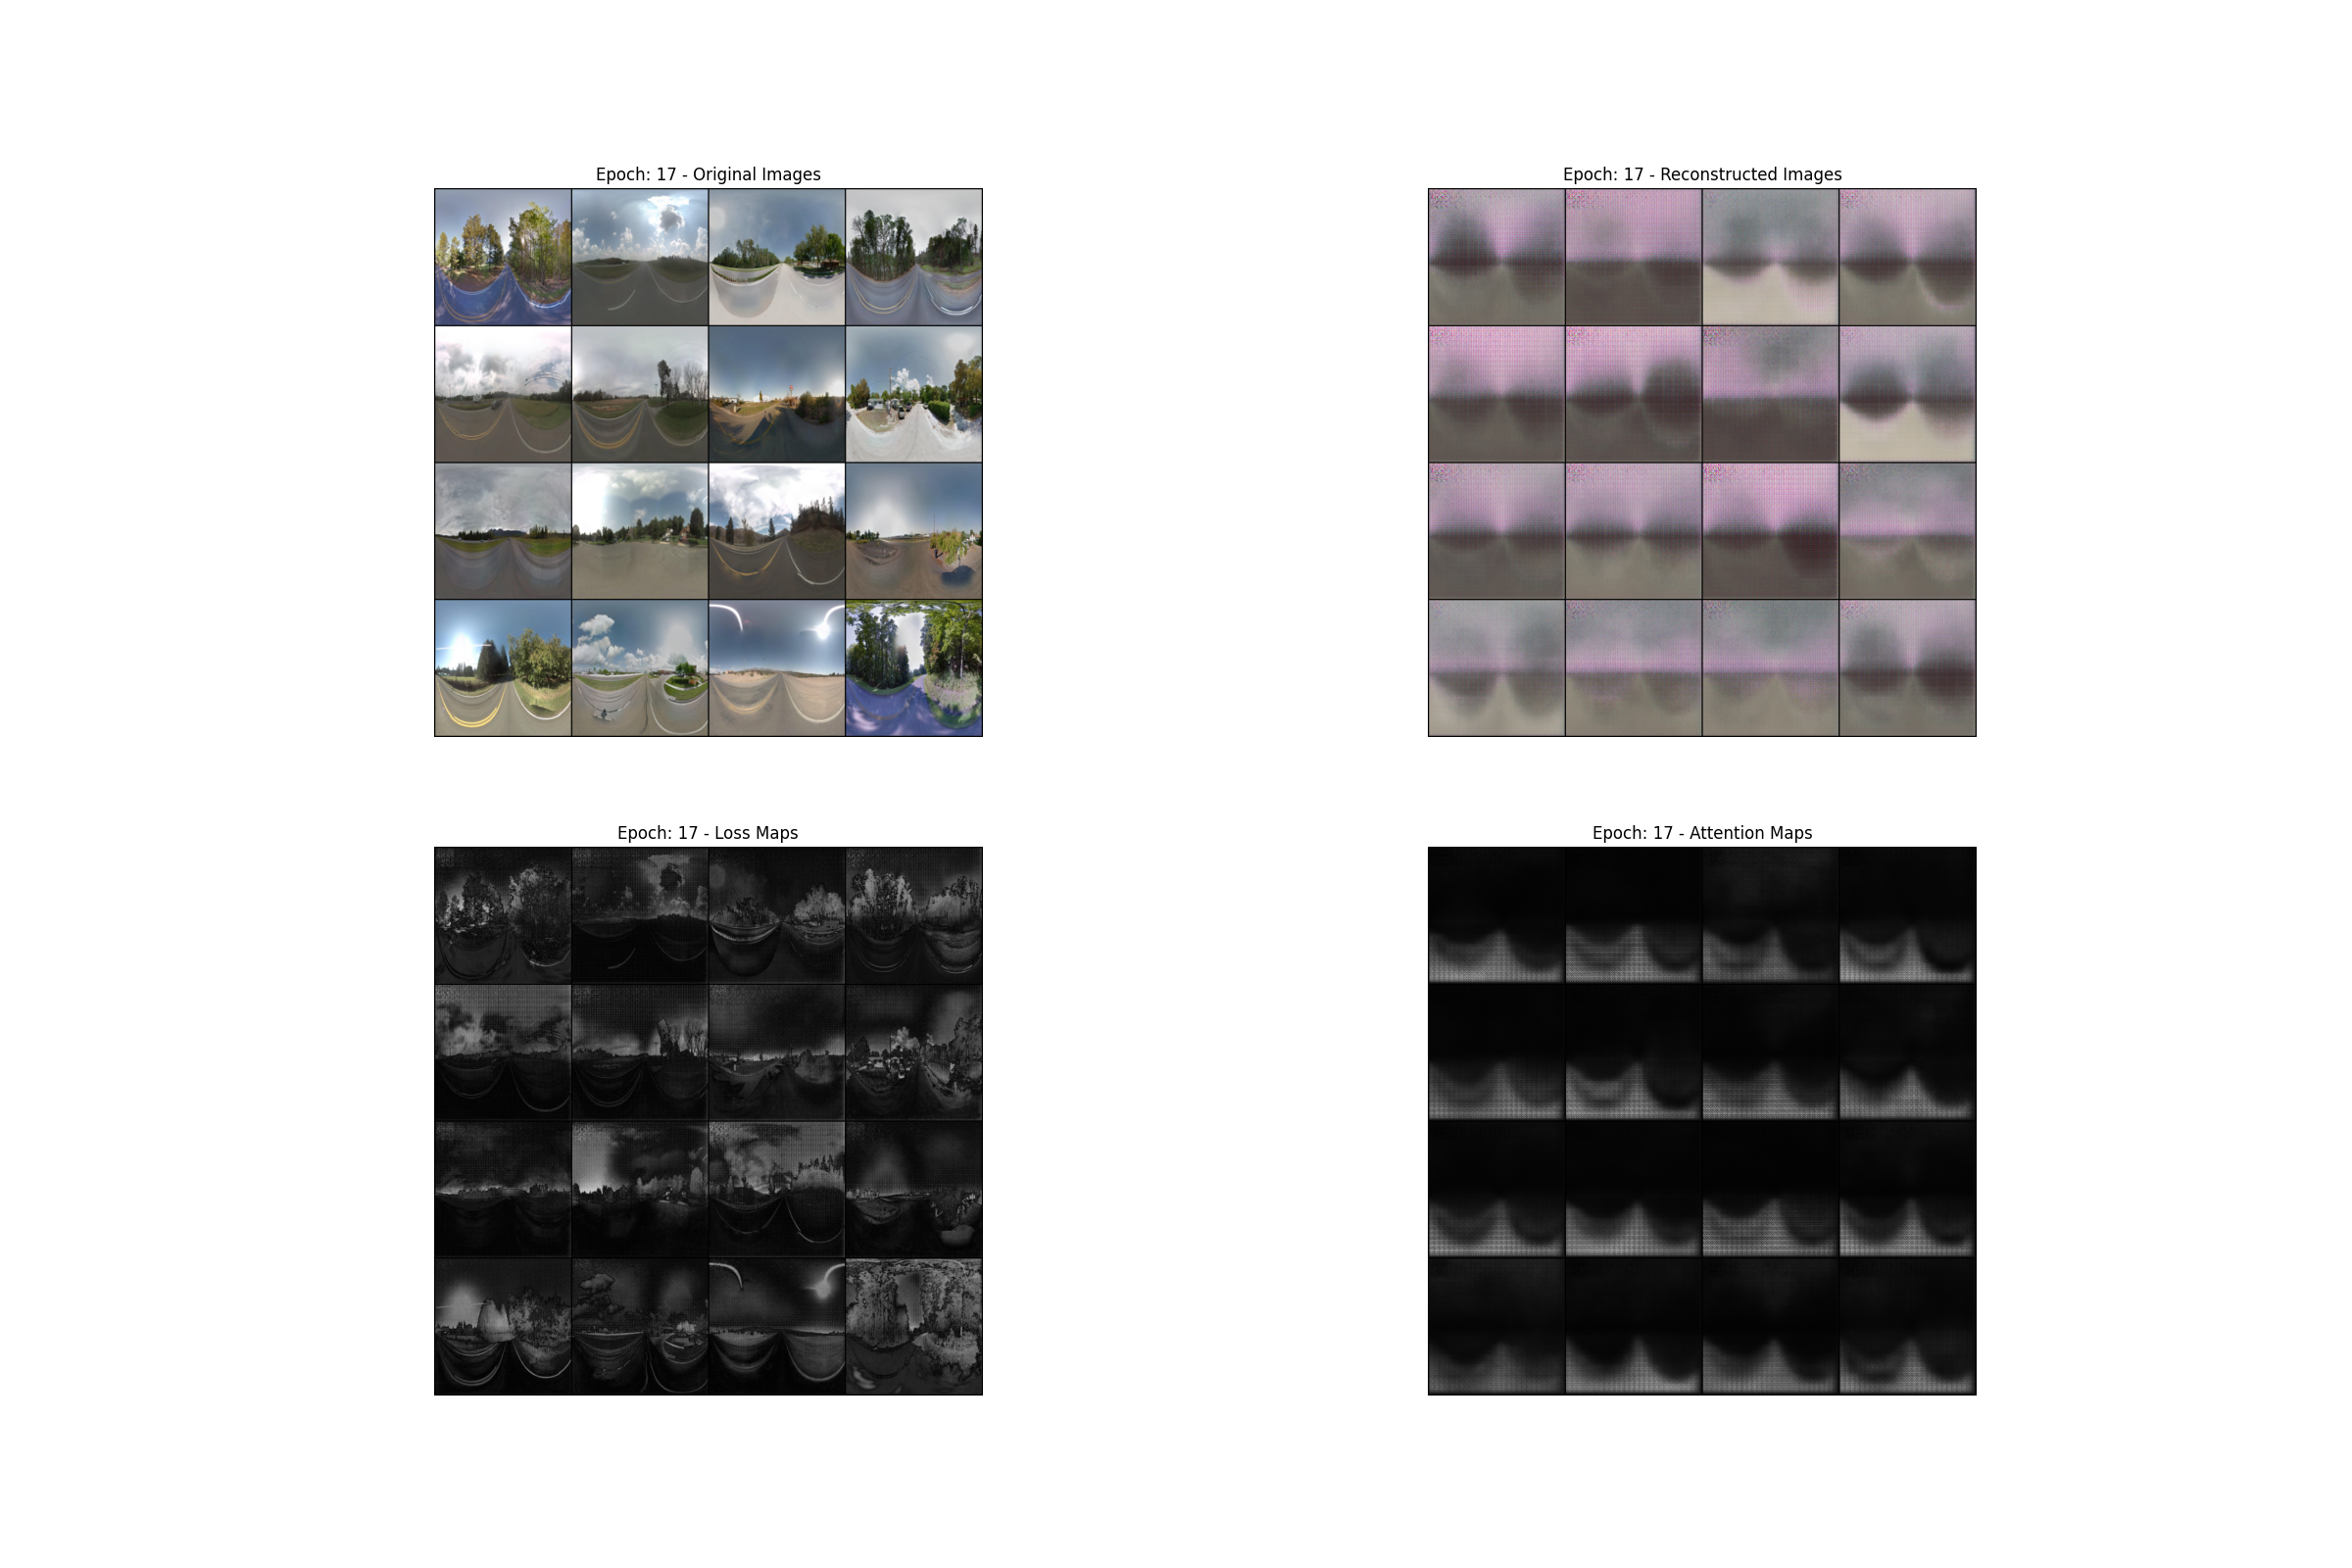 Epoch: 17 - Original Images
Epoch: 17 - Reconstructed Images
Epoch: 17 - Loss Maps
Epoch: 17 - Attention Maps